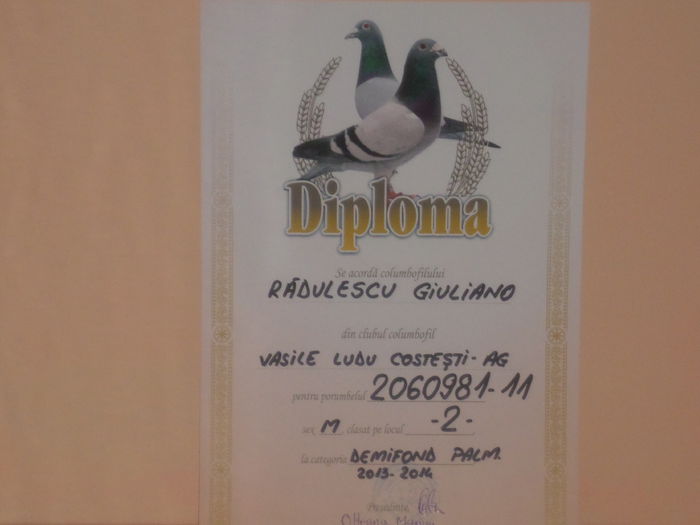 Diploma
Se acordă columbofilului
RĂDULESCU GIULIANO
din clubul columbofil
VASILE LUDU COSTEȘTI-AG
pentru porumbelul 2060981-11
sex M clasat pe locul -2-
la categoria DEMIFOND PALM.
2013-2014
Președinte,